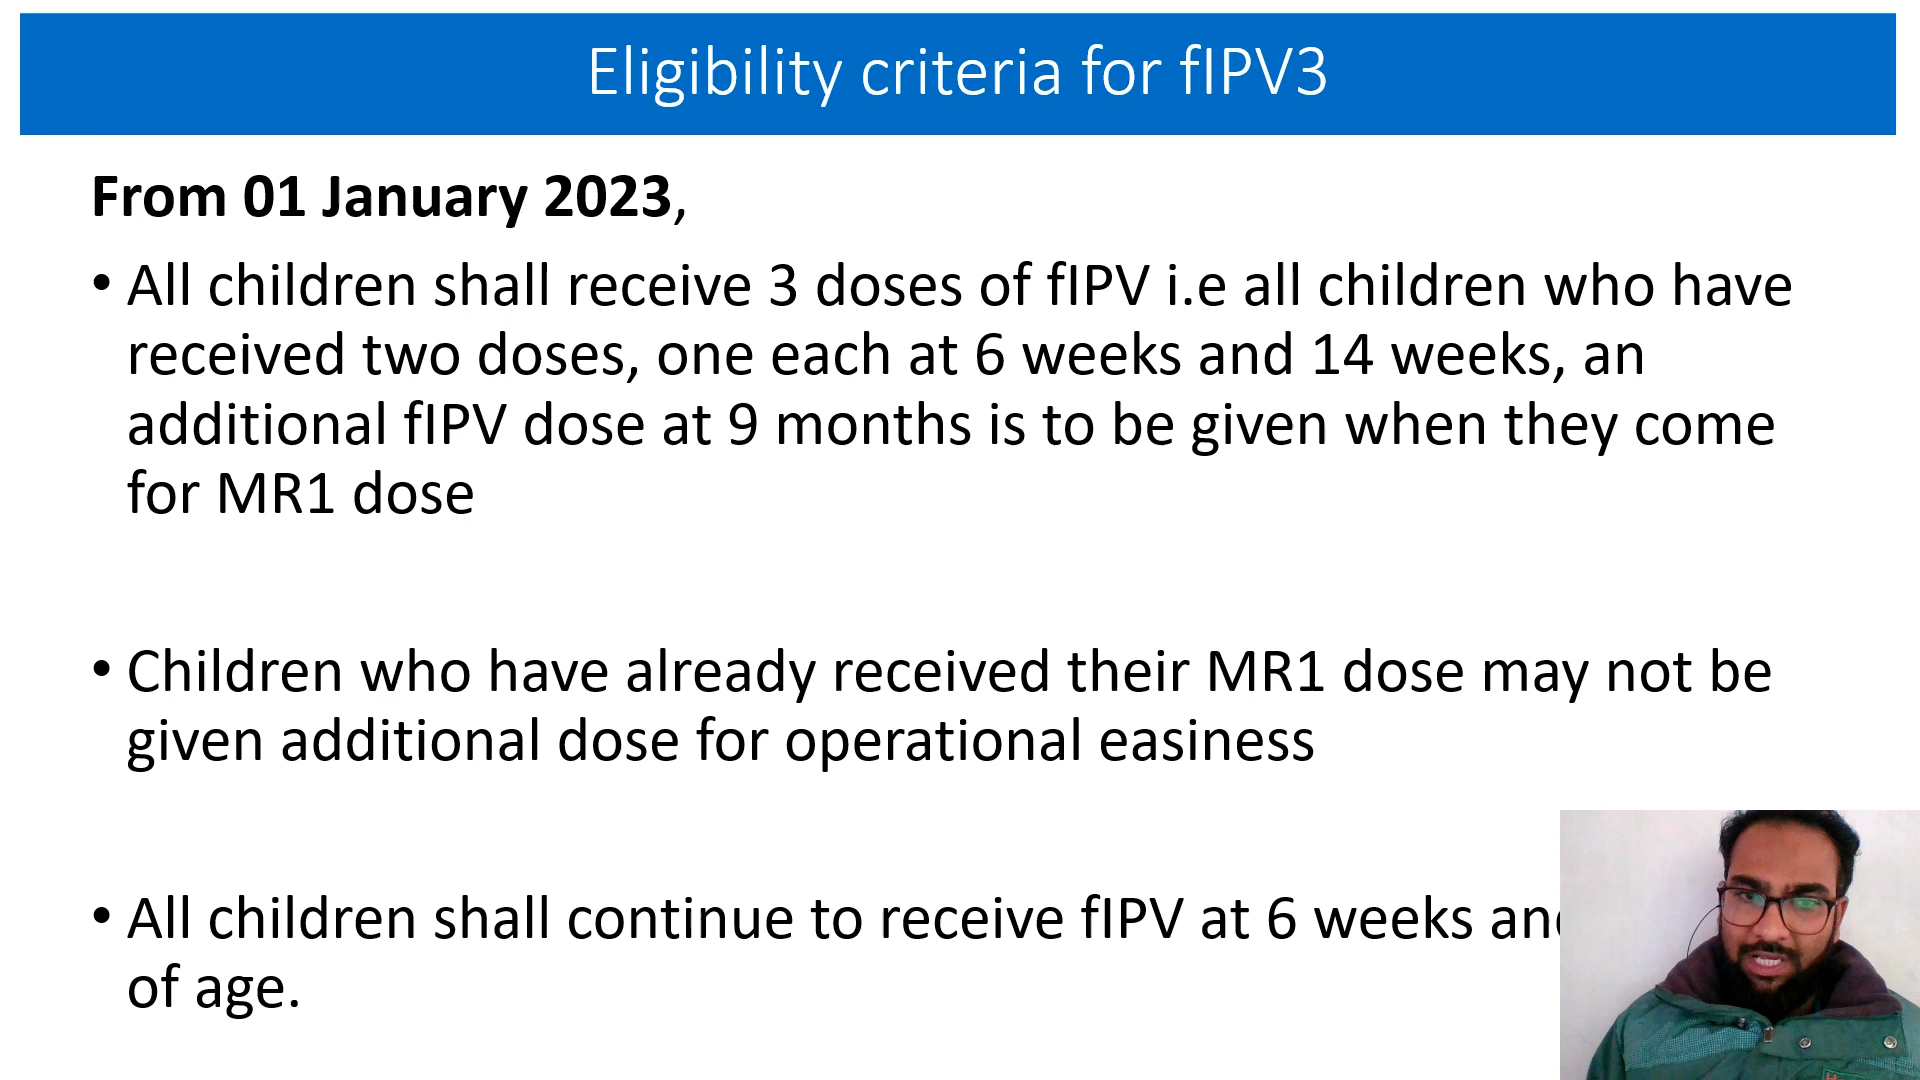 Eligibility criteria for fIPV3
From 01 January 2023,
• All children shall receive 3 doses of fIPV i.e all children who have
received two doses, one each at 6 weeks and 14 weeks, an
additional fIPV dose at 9 months is to be given when they come
for MR1 dose
• Children who have already received their MR1 dose may not be
given additional dose for operational easiness
• All children shall continue to receive fIPV at 6 weeks
of age.